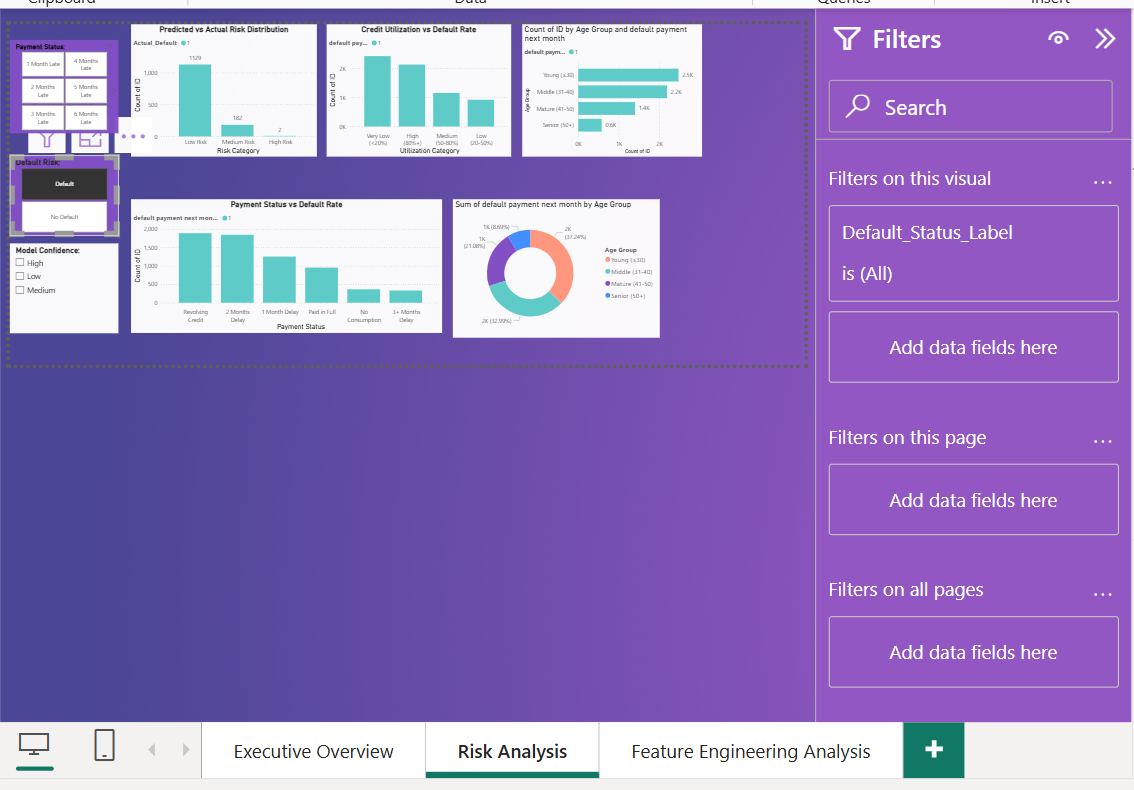 Clipboard
Data
Queries
Insert
Payment Status:
1 Month Late
4 Months
Late
2 Months
Late
5 Months
Late
3 Months
Late
6 Months
Late
Default Risk:
Default
No Default
Model Confidence:
High
Low
Medium
Predicted vs Actual Risk Distribution
Actual_Default 1
Count of ID
1,000
500
0
1129
182
2
Low Risk
Medium Risk
High Risk
Risk Category
Credit Utilization vs Default Rate
default pay... 1
Count of ID
2K
1K
0K
Very Low
(<20%)
High
(80%+)
Medium
(50-80%)
Low
(20-50%)
Utilization Category
Count of ID by Age Group and default payment
next month
default paym... 1
Age Group
Young (≤30)
2.5K
Middle (31-40)
2.2K
Mature (41-50)
1.4K
Senior (50+)
0.6K
0K
1K
2K
Count of ID
Payment Status vs Default Rate
default payment next mon... 1
Count of ID
2,000
1,500
1,000
500
0
Revolving
Credit
2 Months
Delay
1 Month Delay
Paid in Full
No
Consumption
3+ Months
Delay
Payment Status
Sum of default payment next month by Age Group
1K (8.69%)
2K
(37.24%)
1K
(21.08%)
2K (32.99%)
Age Group
Young (≤30)
Middle (31-40)
Mature (41-50)
Senior (50+)
Filters
Search
Filters on this visual
...
Default_Status_Label
is (All)
Add data fields here
Filters on this page
...
Add data fields here
Filters on all pages
...
Add data fields here
Executive Overview
Risk Analysis
Feature Engineering Analysis